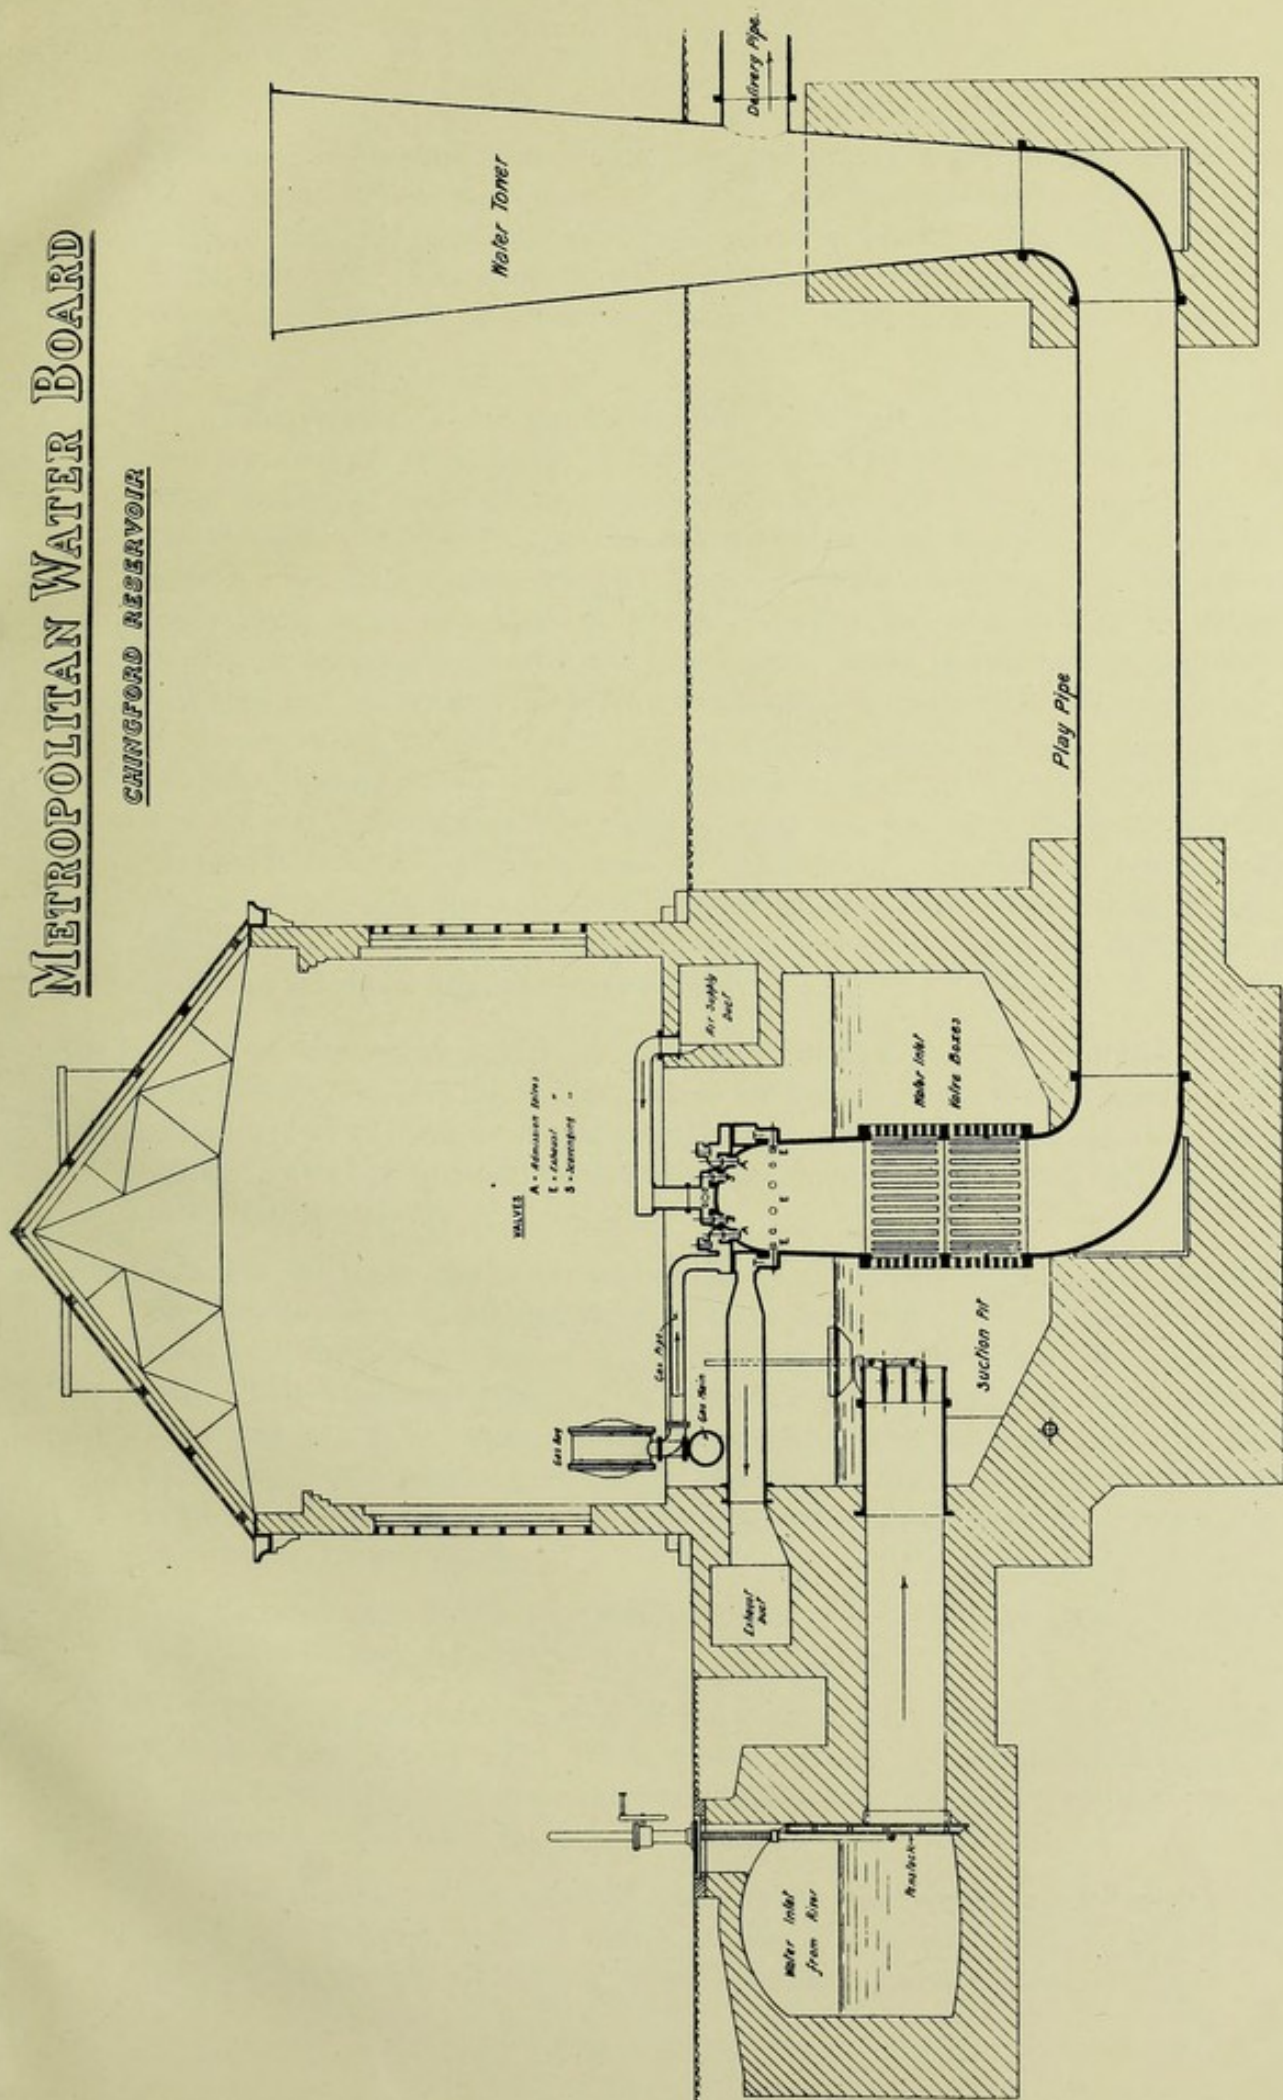 METROPOLITAN WATER BOARD
CHINGFORD RESERVOIR
Water Tower
Delivery Pipe.
Play Pipe
VALVES
A = Admission Valves
E = Exhaust "
S = Scavenging "
Gas Bag
Gas Pipe
Gas Main
Air Supply
Duct
A
S
S
A
E
E
E
E
Water Inlet
Valve Boxes
Suction Pit
Exhaust
Duct
Water Inlet
from River
Penstock